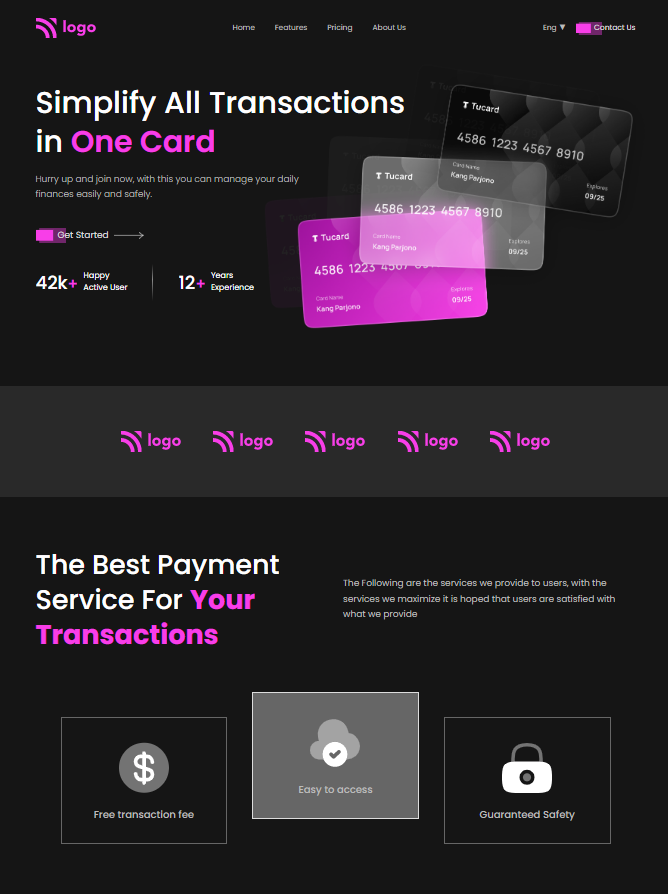 logo
Home
Features
Pricing
About Us
Eng
Contact Us
Simplify All Transactions
in One Card
Hurry up and join now, with this you can manage your daily
finances easily and safely.
Get Started
42k+
Happy
Active User
12+
Years
Experience
Tucard
4586 1223 4567 8910
Card Name
Kang Parjono
Explores
09/25
Tucard
4586 1223 4567 8910
Card Name
Kang Parjono
Explores
09/25
Tucard
4586 1223 4567
Card Name
Kang Parjono
Explores
09/25
logo
logo
logo
logo
logo
The Best Payment
Service For Your
Transactions
The Following are the services we provide to users, with the
services we maximize it is hoped that users are satisfied with
what we provide
Free transaction fee
Easy to access
Guaranteed Safety